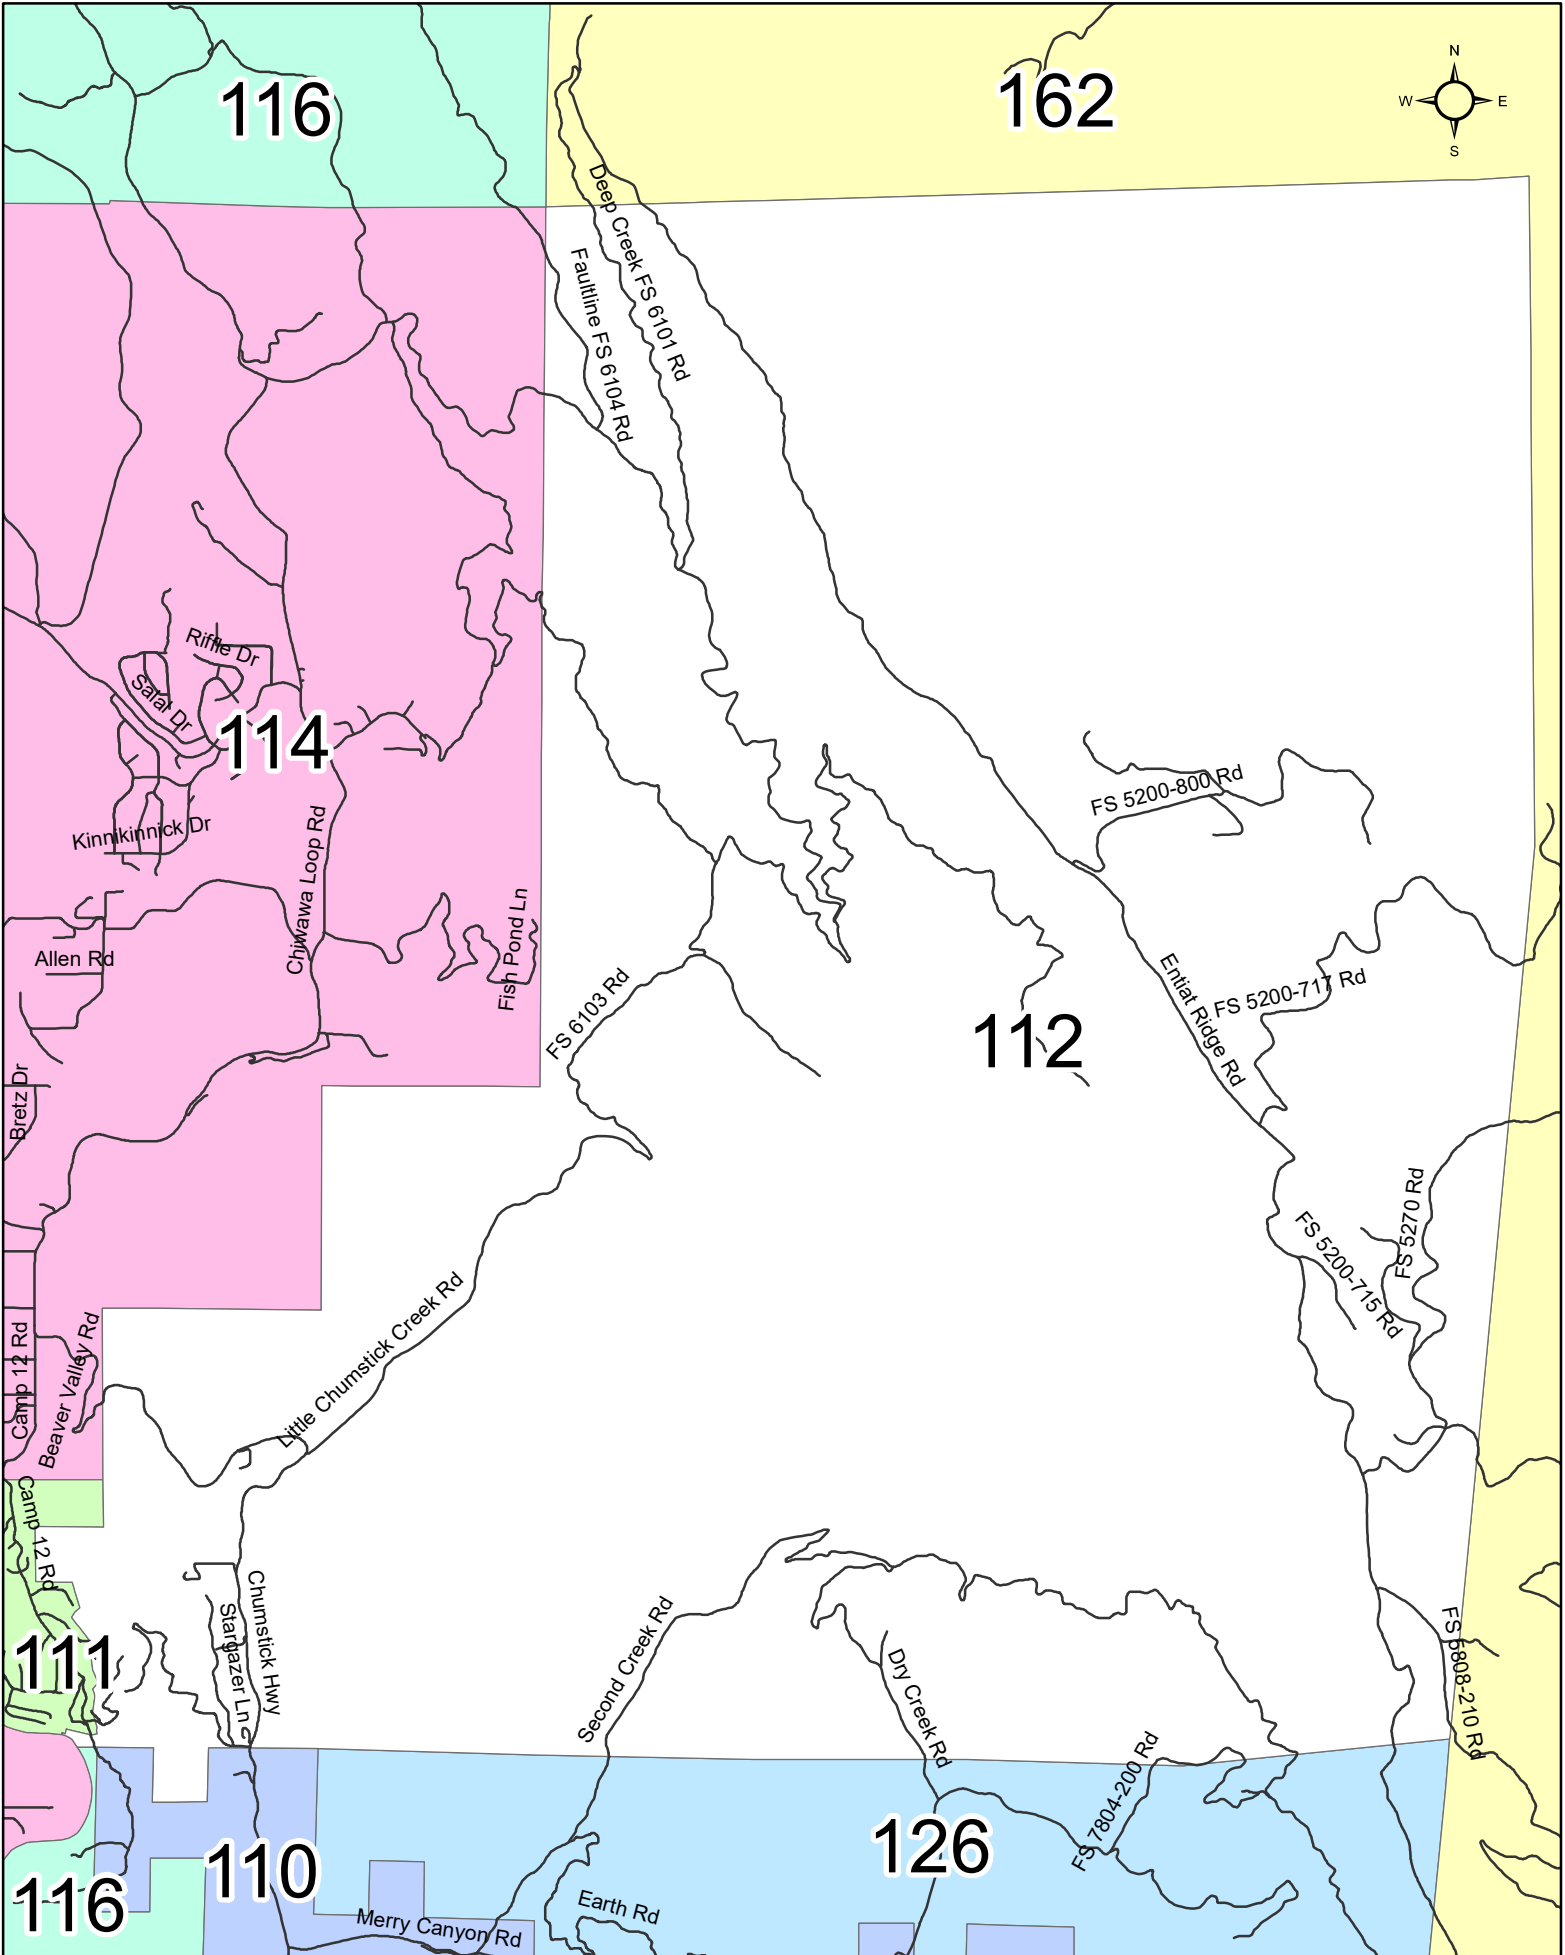 N
W
E
S
116
162
Deep Creek FS 6101 Rd
Faultline FS 6104 Rd
Riffle Dr
Salal Dr
114
FS 5200-800 Rd
Kinnikinnick Dr
Chiwawa Loop Rd
Allen Rd
Fish Pond Ln
FS 6103 Rd
Entiat Ridge Rd
FS 5200-717 Rd
112
Bretz Dr
FS 5270 Rd
FS 5200-715 Rd
Little Chumstick Creek Rd
Camp 12 Rd
Beaver Valley Rd
Camp 12 Rd
Chumstick Hwy
Stargazer Ln
111
Second Creek Rd
Dry Creek Rd
FS 5808-210 Rd
FS 7804-200 Rd
126
110
116
Earth Rd
Merry Canyon Rd